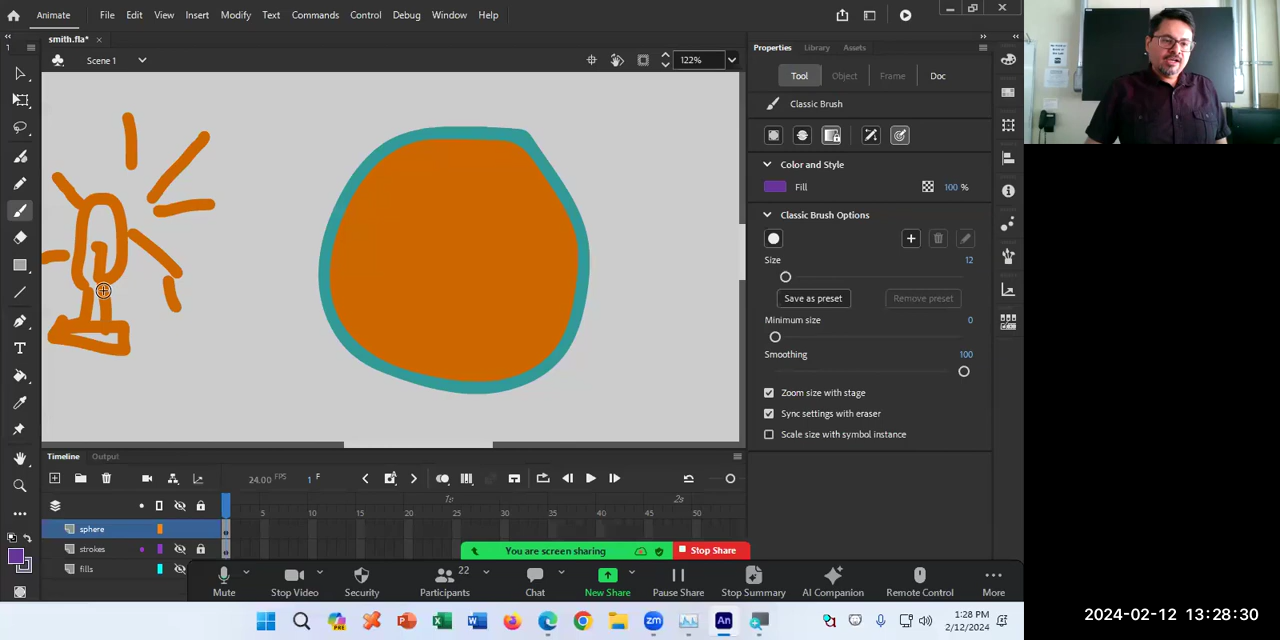 Animate File Edit View Insert Modify Text Commands Control Debug Window Help
smith.fla* ×
Scene 1
122%
1
Properties Library Assets
Tool Object Frame Doc
Classic Brush
Color and Style
Fill 100 %
Classic Brush Options
Size 12
Save as preset Remove preset
Minimum size 0
Smoothing 100
Zoom size with stage
Sync settings with eraser
Scale size with symbol instance
Timeline Output
24.00 FPS 1 F
1s 2s
5 10 15 20 25 30 35 40 45 50
sphere
strokes
fills
You are screen sharing Stop Share
22
Mute Stop Video Security Participants Chat New Share Pause Share Stop Summary AI Companion Remote Control More
1:28 PM
2/12/2024
2024-02-12 13:28:30